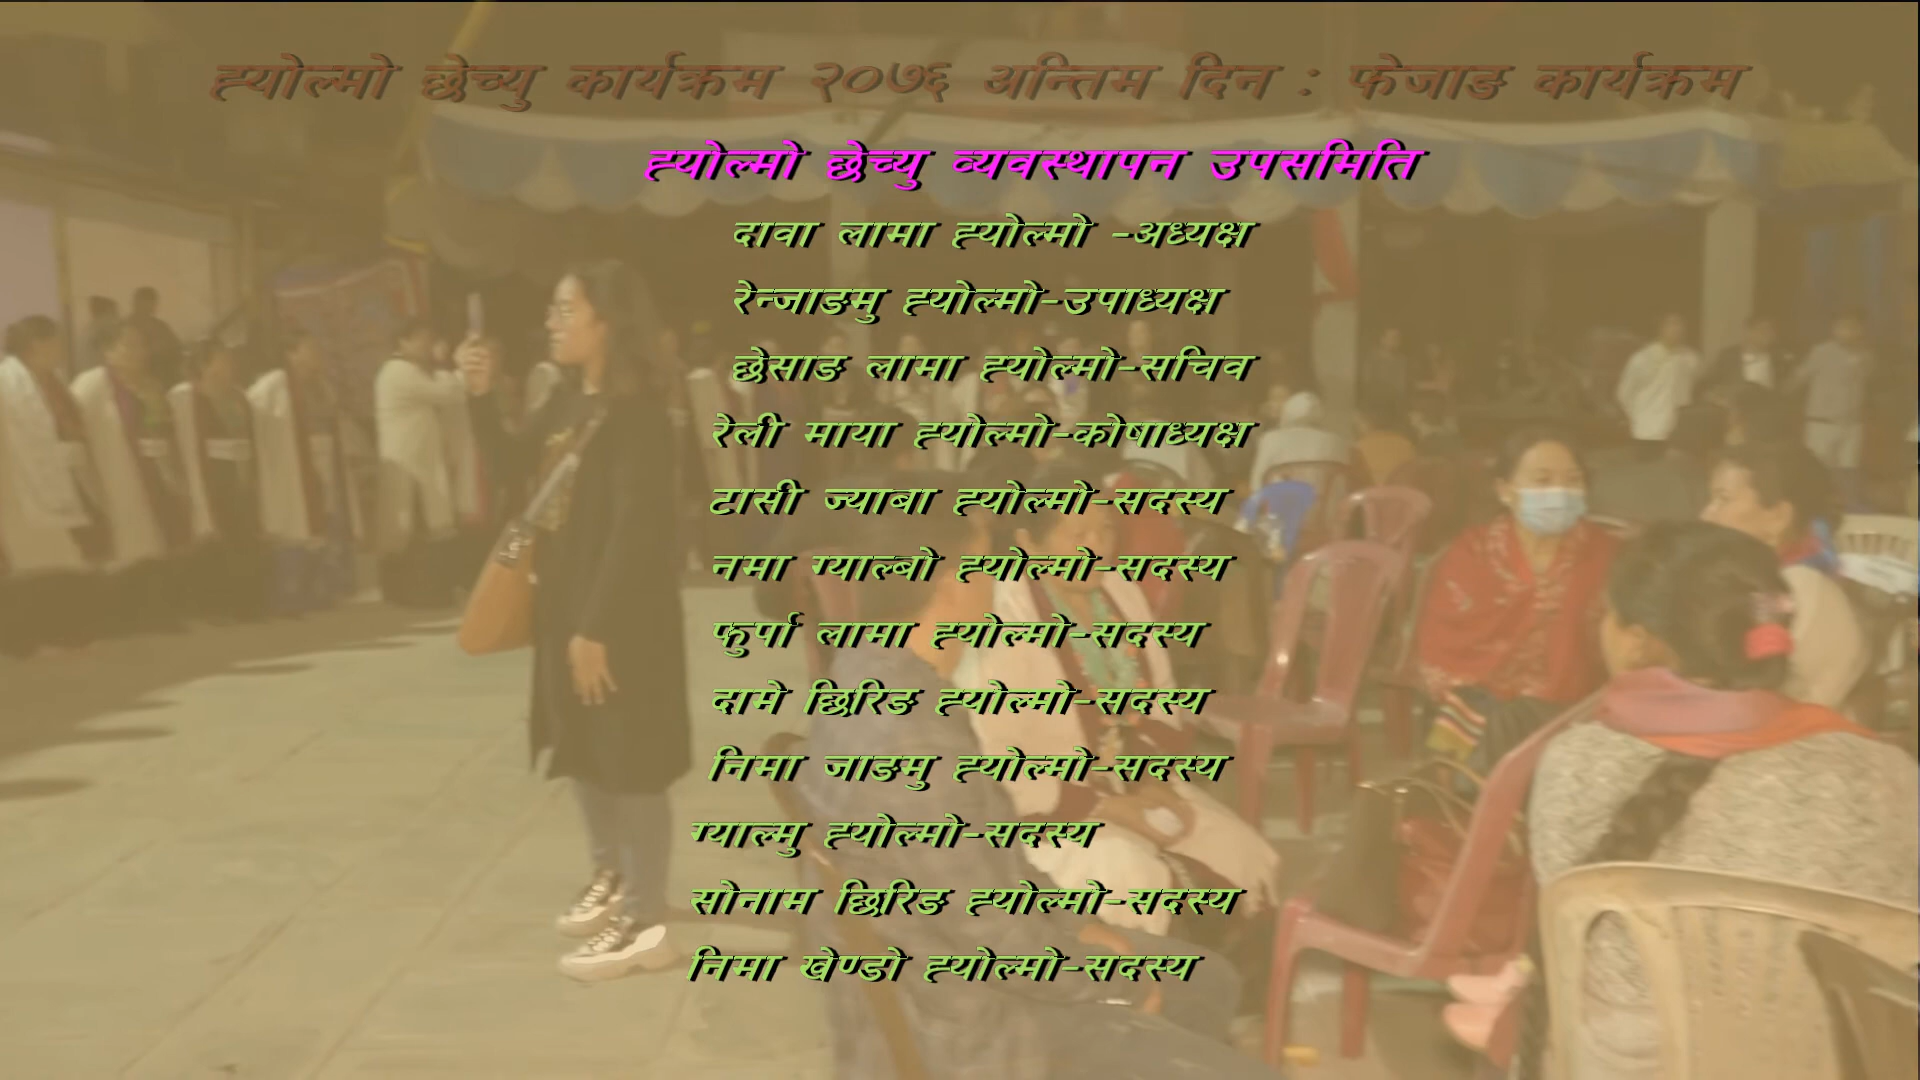 ह्योल्मो छेच्यु कार्यक्रम २०७६ अन्तिम दिन : फेजाङ कार्यक्रम
ह्योल्मो छेच्यु व्यवस्थापन उपसमिति
दावा लामा ह्योल्मो -अध्यक्ष
रेन्जाङमु ह्योल्मो-उपाध्यक्ष
छेसाङ लामा ह्योल्मो-सचिव
रेली माया ह्योल्मो-कोषाध्यक्ष
टासी ज्याबा ह्योल्मो-सदस्य
नमा ग्याल्बो ह्योल्मो-सदस्य
फुर्पा लामा ह्योल्मो-सदस्य
दामे छिरिङ ह्योल्मो-सदस्य
निमा जाङमु ह्योल्मो-सदस्य
ग्याल्मु ह्योल्मो-सदस्य
सोनाम छिरिङ ह्योल्मो-सदस्य
निमा खेण्डो ह्योल्मो-सदस्य